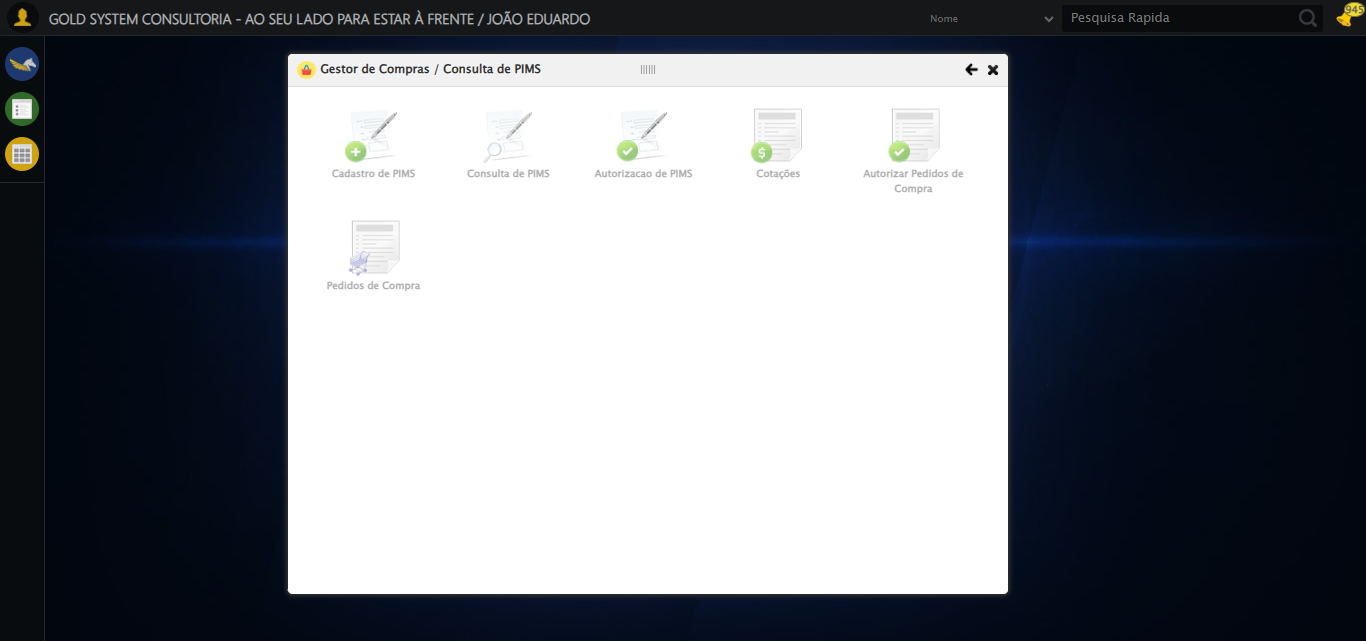 GOLD SYSTEM CONSULTORIA - AO SEU LADO PARA ESTAR À FRENTE / JOÃO EDUARDO
Nome
Pesquisa Rapida
945
Gestor de Compras / Consulta de PIMS
Cadastro de PIMS
Consulta de PIMS
Autorizacao de PIMS
Cotações
Autorizar Pedidos de
Compra
Pedidos de Compra